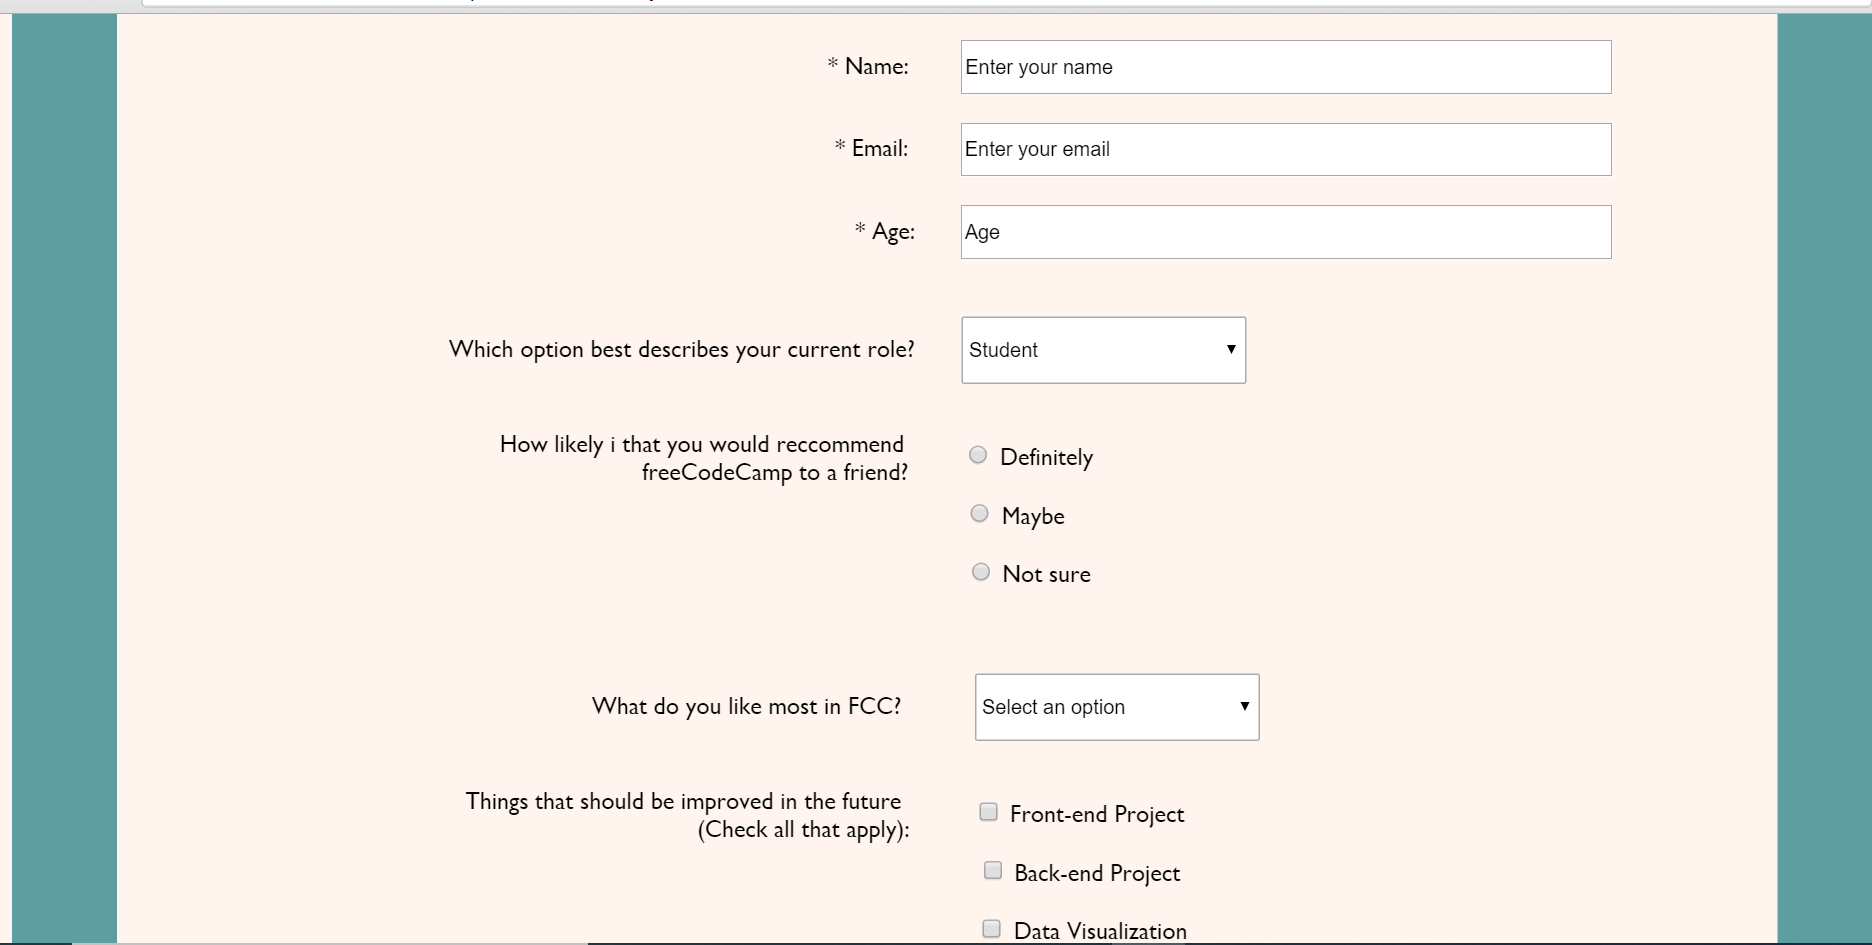 * Name: Enter your name
* Email: Enter your email
* Age: Age
Which option best describes your current role? Student
How likely i that you would reccommend
freeCodeCamp to a friend?
Definitely
Maybe
Not sure
What do you like most in FCC? Select an option
Things that should be improved in the future
(Check all that apply):
Front-end Project
Back-end Project
Data Visualization